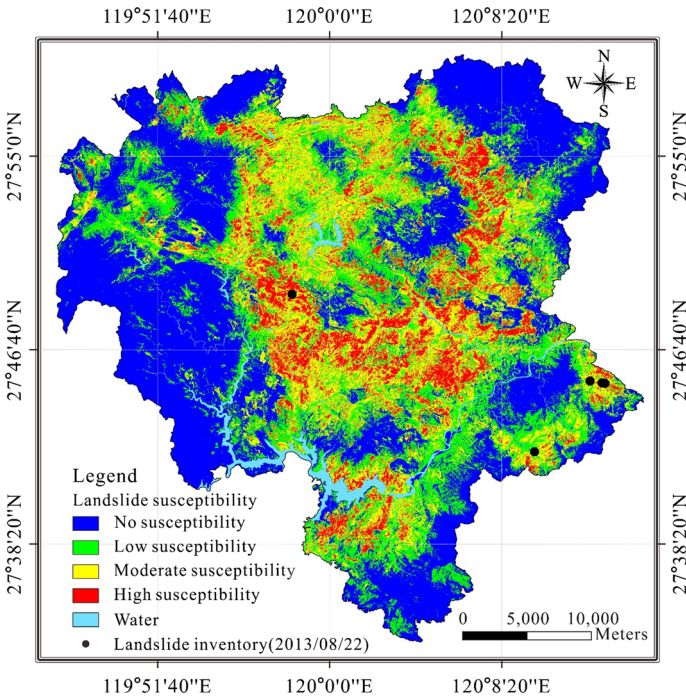 119°51'40''E 120°0'0''E 120°8'20''E
N
W E
S
27°55'0''N 27°55'0''N
27°46'40''N 27°46'40''N
27°38'20''N 27°38'20''N
Legend
Landslide susceptibility
No susceptibility
Low susceptibility
Moderate susceptibility
High susceptibility
Water
Landslide inventory(2013/08/22)
0 5,000 10,000
Meters
119°51'40''E 120°0'0''E 120°8'20''E